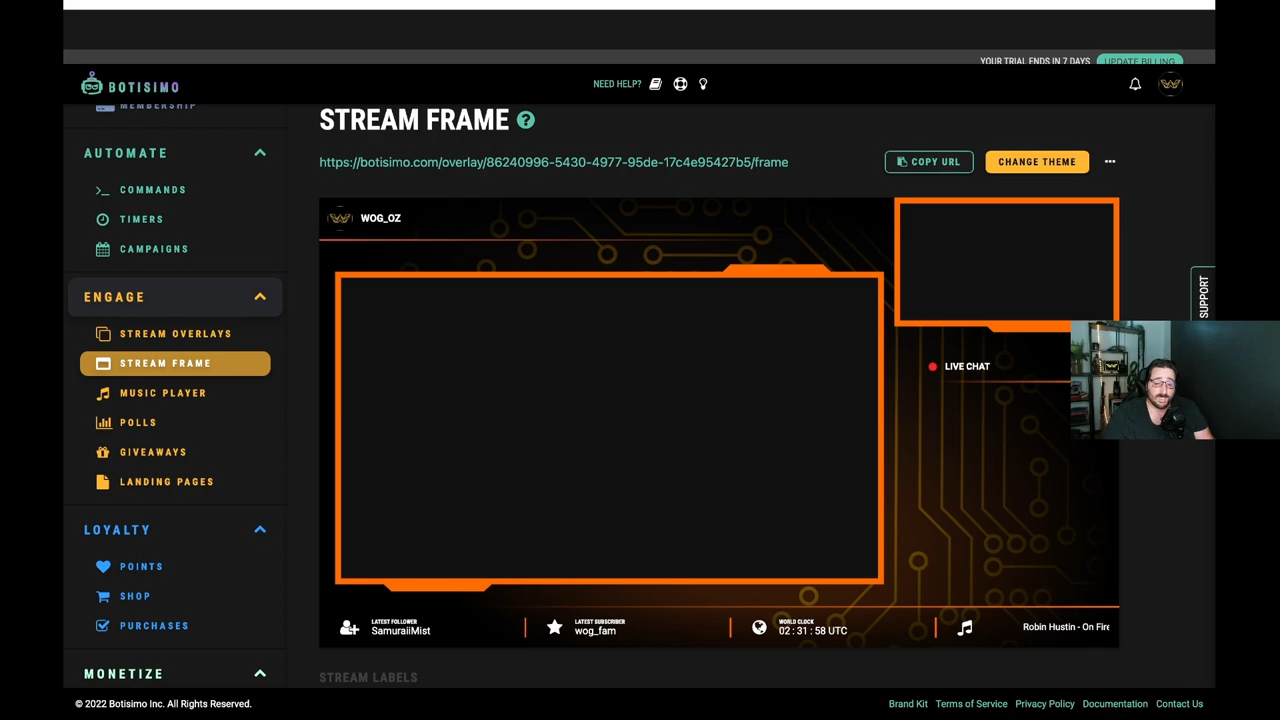 YOUR TRIAL ENDS IN 7 DAYS
UPDATE BILLING
BOTISIMO
NEED HELP?
MEMBERSHIP
AUTOMATE
COMMANDS
TIMERS
CAMPAIGNS
ENGAGE
STREAM OVERLAYS
STREAM FRAME
MUSIC PLAYER
POLLS
GIVEAWAYS
LANDING PAGES
LOYALTY
POINTS
SHOP
PURCHASES
MONETIZE
STREAM FRAME ?
https://botisimo.com/overlay/86240996-5430-4977-95de-17c4e95427b5/frame
COPY URL
CHANGE THEME
WOG_OZ
LIVE CHAT
SUPPORT
LATEST FOLLOWER
SamuraiiMist
LATEST SUBSCRIBER
wog_fam
WORLD CLOCK
02 : 31 : 58 UTC
Robin Hustin - On Fire
STREAM LABELS
© 2022 Botisimo Inc. All Rights Reserved.
Brand Kit Terms of Service Privacy Policy Documentation Contact Us